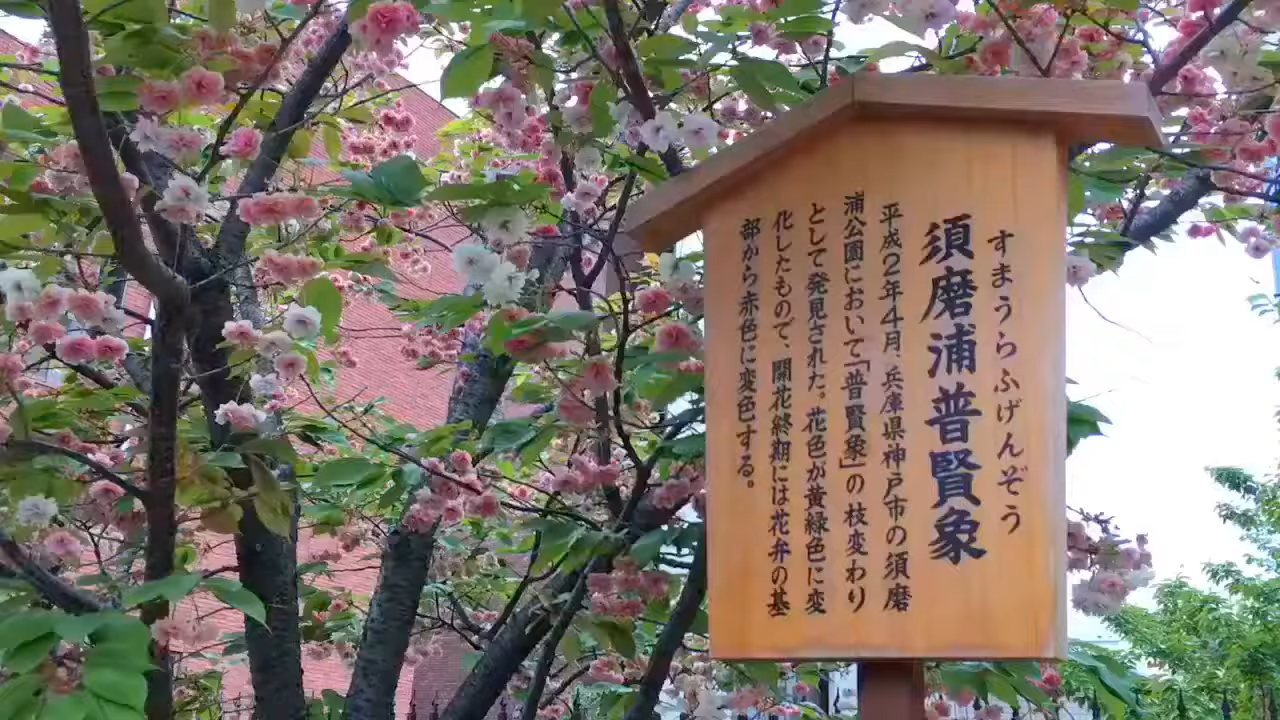 すまうらふげんぞう
須磨浦普賢象
平成2年4月、兵庫県神戸市の須磨
浦公園において「普賢象」の枝変わり
として発見された。花色が黄緑色に変
化したもので、開花終期には花弁の基
部から赤色に変色する。